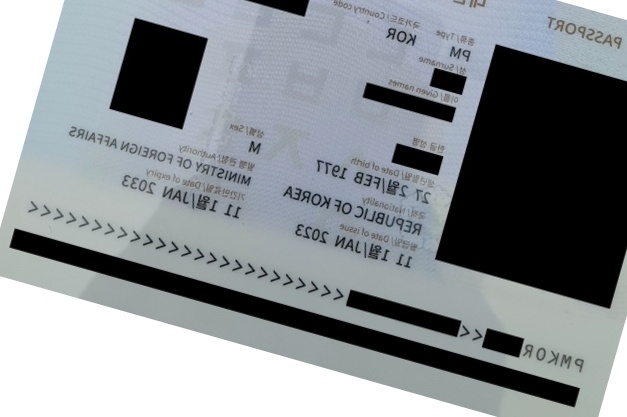 PASSPORT
종류/Type 국가코드/Country code
PM KOR
성/Surname
이름/Given names
한글성명
생년월일/Date of birth 성별/Sex
27 2월/FEB 1977 M
국적/Nationality 발행관청/Authority
REPUBLIC OF KOREA MINISTRY OF FOREIGN AFFAIRS
발급일/Date of issue 기간만료일/Date of expiry
11 1월/JAN 2023 11 1월/JAN 2033
PMKOR